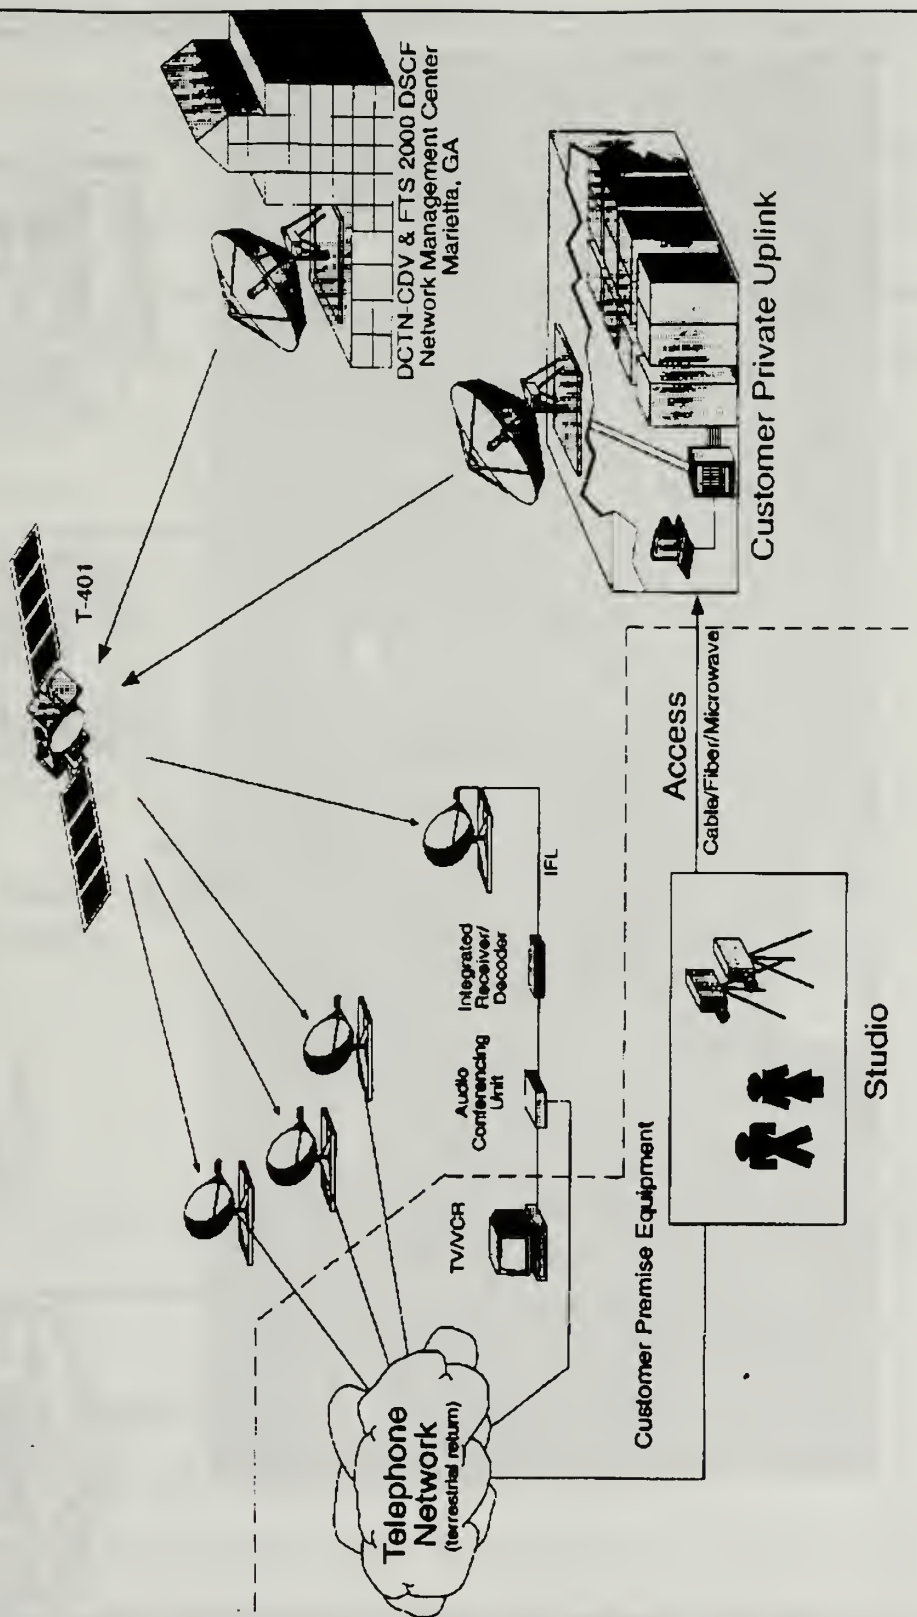 T-401
DCTN-CDV & FTS 2000 DSCF
Network Management Center
Marietta, GA
Customer Private Uplink
Access
Cable/Fiber/Microwave
IFL
Integrated
Receiver/
Decoder
Audio
Conferencing
Unit
TV/VCR
Telephone
Network
(terrestrial return)
Customer Premise Equipment
Studio